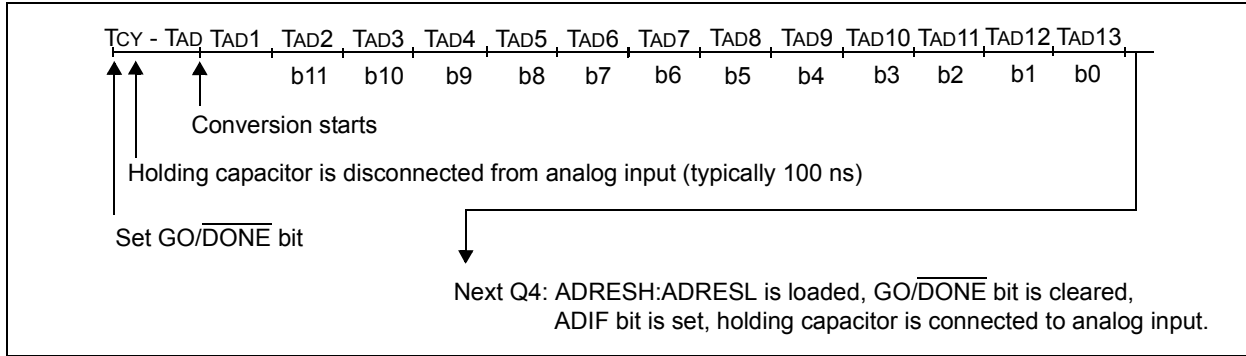 TCY - TAD TAD1 TAD2 TAD3 TAD4 TAD5 TAD6 TAD7 TAD8 TAD9 TAD10 TAD11 TAD12 TAD13
b11 b10 b9 b8 b7 b6 b5 b4 b3 b2 b1 b0
Conversion starts
Holding capacitor is disconnected from analog input (typically 100 ns)
Set GO/DONE bit
Next Q4: ADRESH:ADRESL is loaded, GO/DONE bit is cleared,
ADIF bit is set, holding capacitor is connected to analog input.